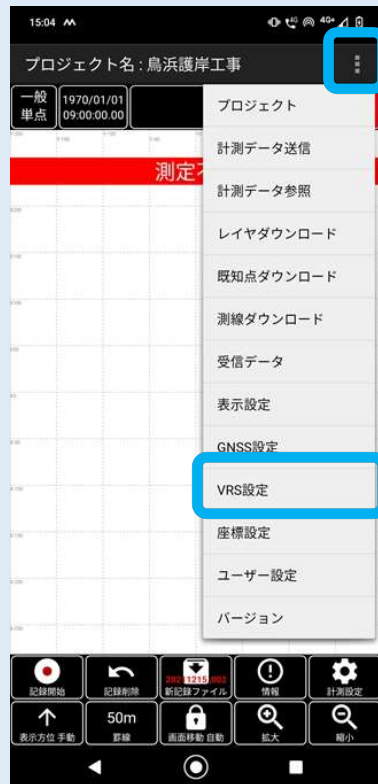 15:04
4G+
プロジェクト名 : 鳥浜護岸工事
一般
単点
1970/01/01
09:00:00.00
測定不
プロジェクト
計測データ送信
計測データ参照
レイヤダウンロード
既知点ダウンロード
測線ダウンロード
受信データ
表示設定
GNSS設定
VRS設定
座標設定
ユーザー設定
バージョン
記録開始
記録削除
20211215_002
新記録ファイル
情報
計測設定
表示方位 手動
50m
罫線
画面移動 自動
拡大
縮小